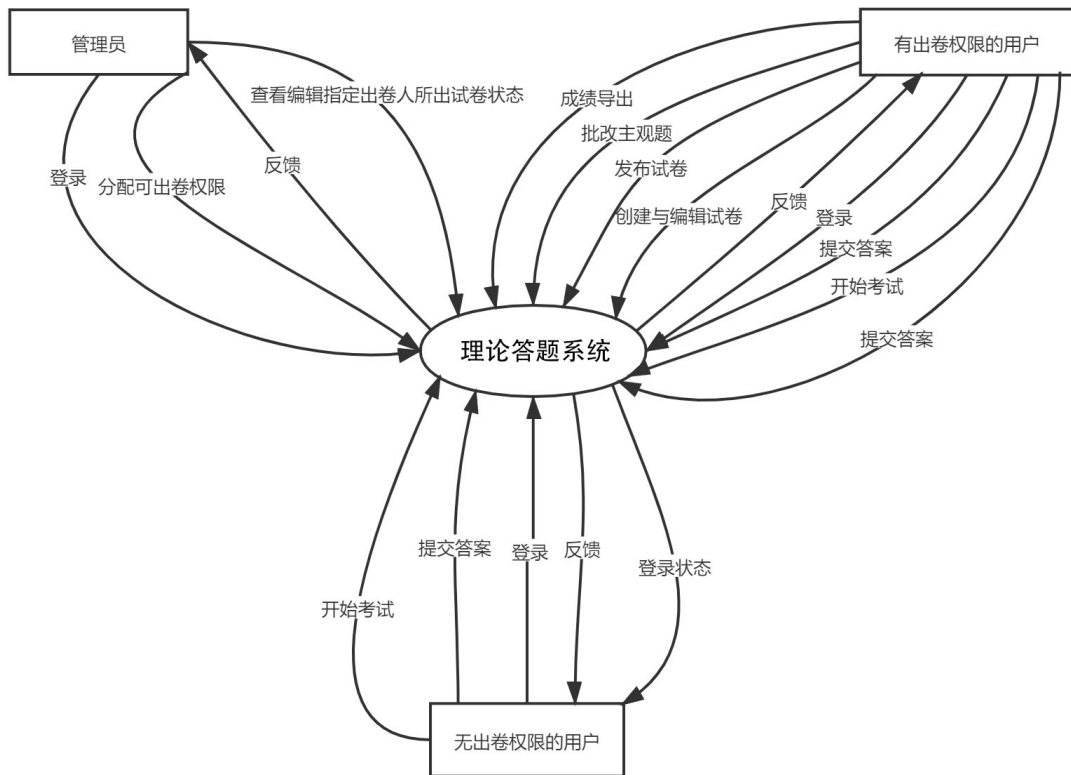 管理员
有出卷权限的用户
查看编辑指定出卷人所出试卷状态
成绩导出
批改主观题
反馈
发布试卷
登录
分配可出卷权限
反馈
创建与编辑试卷
登录
提交答案
开始考试
提交答案
理论答题系统
提交答案
登录
反馈
登录状态
开始考试
无出卷权限的用户